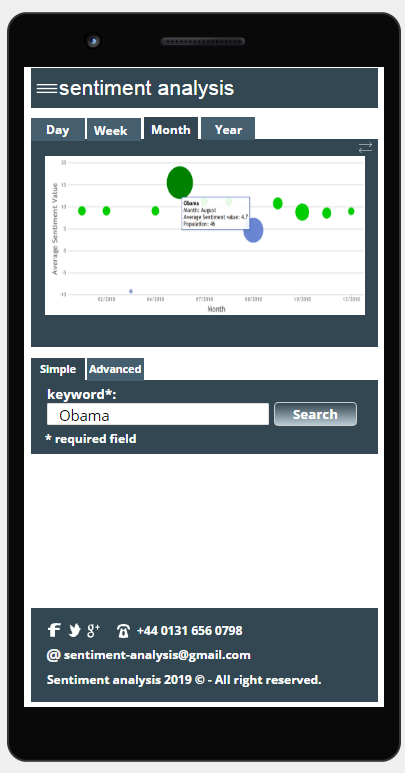 sentiment analysis
Day Week Month Year
Average Sentiment Value
20
15
10
5
0
-5
-10
Obama
Month: August
Average Sentiment value: 4.7
Population: 46
02/2018 04/2018 07/2018 08/2018 10/2018 12/2018
Month
Simple Advanced
keyword*:
Obama
Search
* required field
+44 0131 656 0798
@ sentiment-analysis@gmail.com
Sentiment analysis 2019 © - All right reserved.